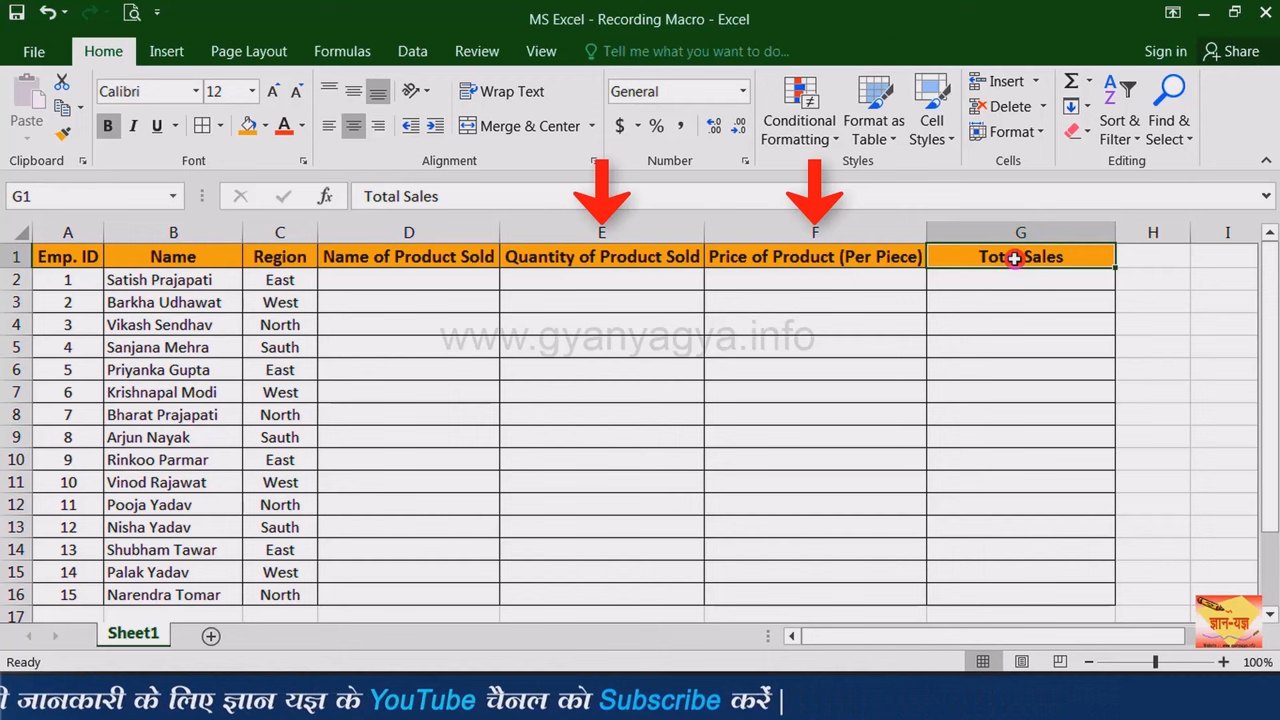 MS Excel - Recording Macro - Excel
File Home Insert Page Layout Formulas Data Review View Tell me what you want to do... Sign in Share
Calibri 12 Wrap Text General Insert
Paste B I U Merge & Center $ % , Conditional Formatting Format as Table Cell Styles Delete Sort & Filter Find & Select
Format
Clipboard Font Alignment Number Styles Cells Editing
G1 fx Total Sales
A B C D E F G H I
1 Emp. ID Name Region Name of Product Sold Quantity of Product Sold Price of Product (Per Piece) Total Sales
2 1 Satish Prajapati East
3 2 Barkha Udhawat West
4 3 Vikash Sendhav North
www.gyanyagya.info
5 4 Sanjana Mehra Sauth
6 5 Priyanka Gupta East
7 6 Krishnapal Modi West
8 7 Bharat Prajapati North
9 8 Arjun Nayak Sauth
10 9 Rinkoo Parmar East
11 10 Vinod Rajawat West
12 11 Pooja Yadav North
13 12 Nisha Yadav Sauth
14 13 Shubham Tawar East
15 14 Palak Yadav West
16 15 Narendra Tomar North
17
ज्ञान-यज्ञ
Sheet1
Ready 100%
ी जानकारी के लिए ज्ञान यज्ञ के YouTube चैनल को Subscribe करें |